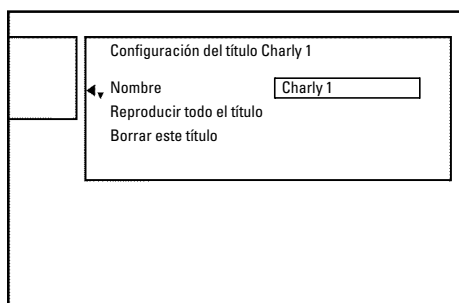 Configuración del título Charly 1
Nombre Charly 1
Reproducir todo el título
Borrar este título